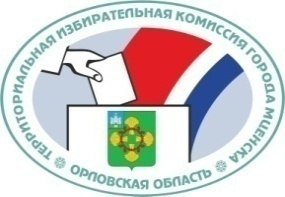 ТЕРРИТОРИАЛЬНАЯ ИЗБИРАТЕЛЬНАЯ КОМИССИЯ ГОРОДА МЦЕНСКА
ОРЛОВСКАЯ ОБЛАСТЬ